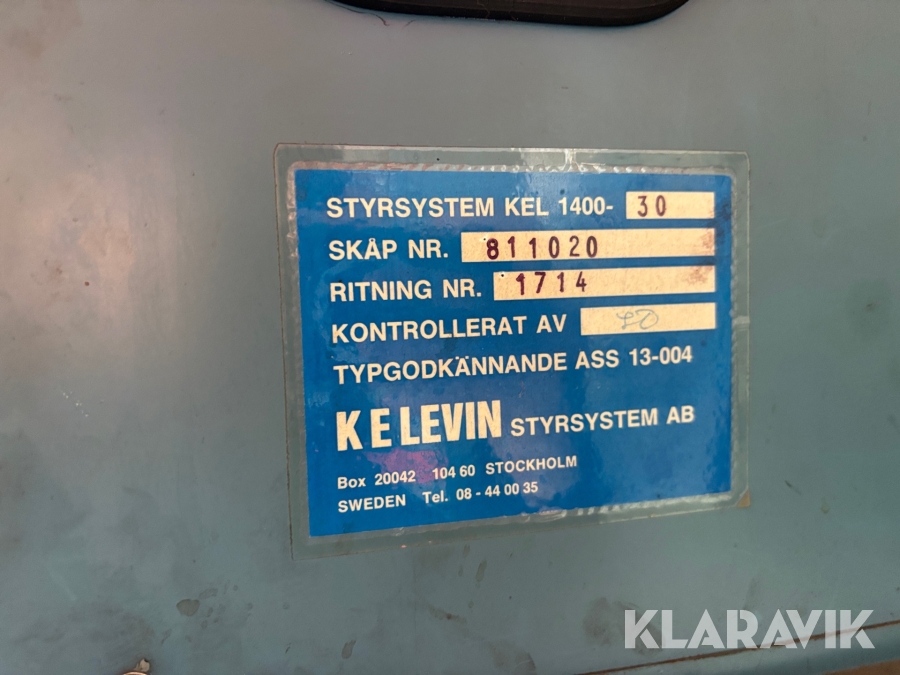 STYRSYSTEM KEL 1400- 30
SKÅP NR. 811020
RITNING NR. 1714
KONTROLLERAT AV
TYPGODKÄNNANDE ASS 13-004
K E LEVIN STYRSYSTEM AB
Box 20042 104 60 STOCKHOLM
SWEDEN Tel. 08 - 44 00 35
KLARAVIK